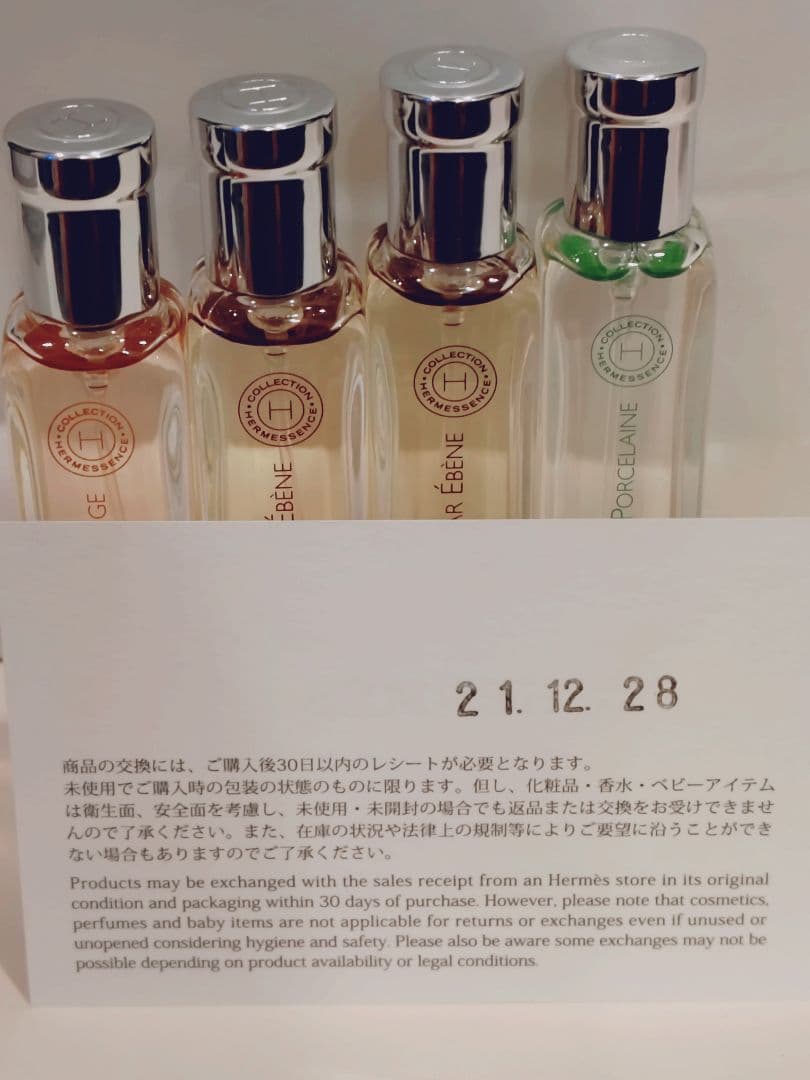 COLLECTION HERMESSENCE
H
COLLECTION HERMESSENCE
H
COLLECTION HERMESSENCE
H
COLLECTION HERMESSENCE
H
ÉBÈNE
ÉBÈNE
PORCELAINE
21.12.28
商品の交換には、ご購入後30日以内のレシートが必要となります。
未使用でご購入時の包装の状態のものに限ります。但し、化粧品・香水・ベビーアイテム
は衛生面、安全面を考慮し、未使用・未開封の場合でも返品または交換をお受けできませ
んので了承ください。また、在庫の状況や法律上の規制等によりご要望に沿うことができ
ない場合もありますのでご了承ください。
Products may be exchanged with the sales receipt from an Hermès store in its original
condition and packaging within 30 days of purchase. However, please note that cosmetics,
perfumes and baby items are not applicable for returns or exchanges even if unused or
unopened considering hygiene and safety. Please also be aware some exchanges may not be
possible depending on product availability or legal conditions.